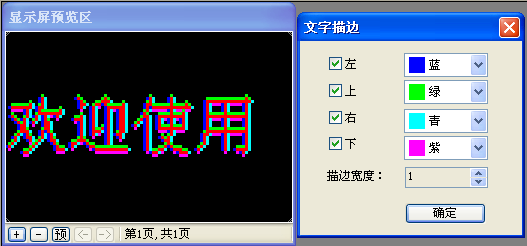 显示屏预览区
欢迎使用
+ - 预 <- -> 第1页, 共1页
文字描边
左 蓝
上 绿
右 青
下 紫
描边宽度： 1
确定